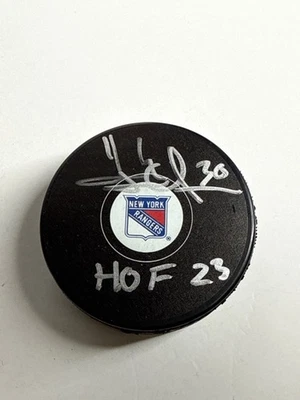 30
NEW YORK
RANGERS
HOF 23